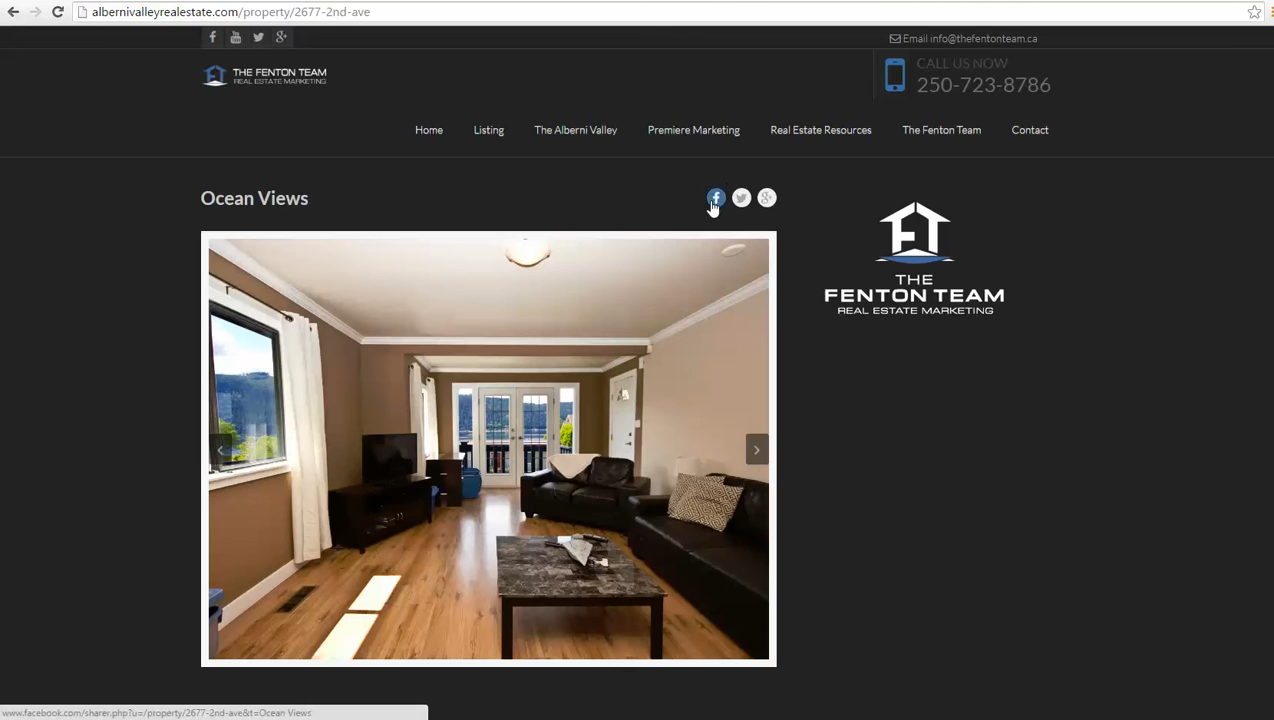 albernivalleyrealestate.com/property/2677-2nd-ave
Email info@thefentonteam.ca
THE FENTON TEAM
REAL ESTATE MARKETING
CALL US NOW
250-723-8786
Home Listing The Alberni Valley Premiere Marketing Real Estate Resources The Fenton Team Contact
Ocean Views
THE
FENTON TEAM
REAL ESTATE MARKETING
www.facebook.com/sharer.php?u=/property/2677-2nd-ave&t=Ocean Views